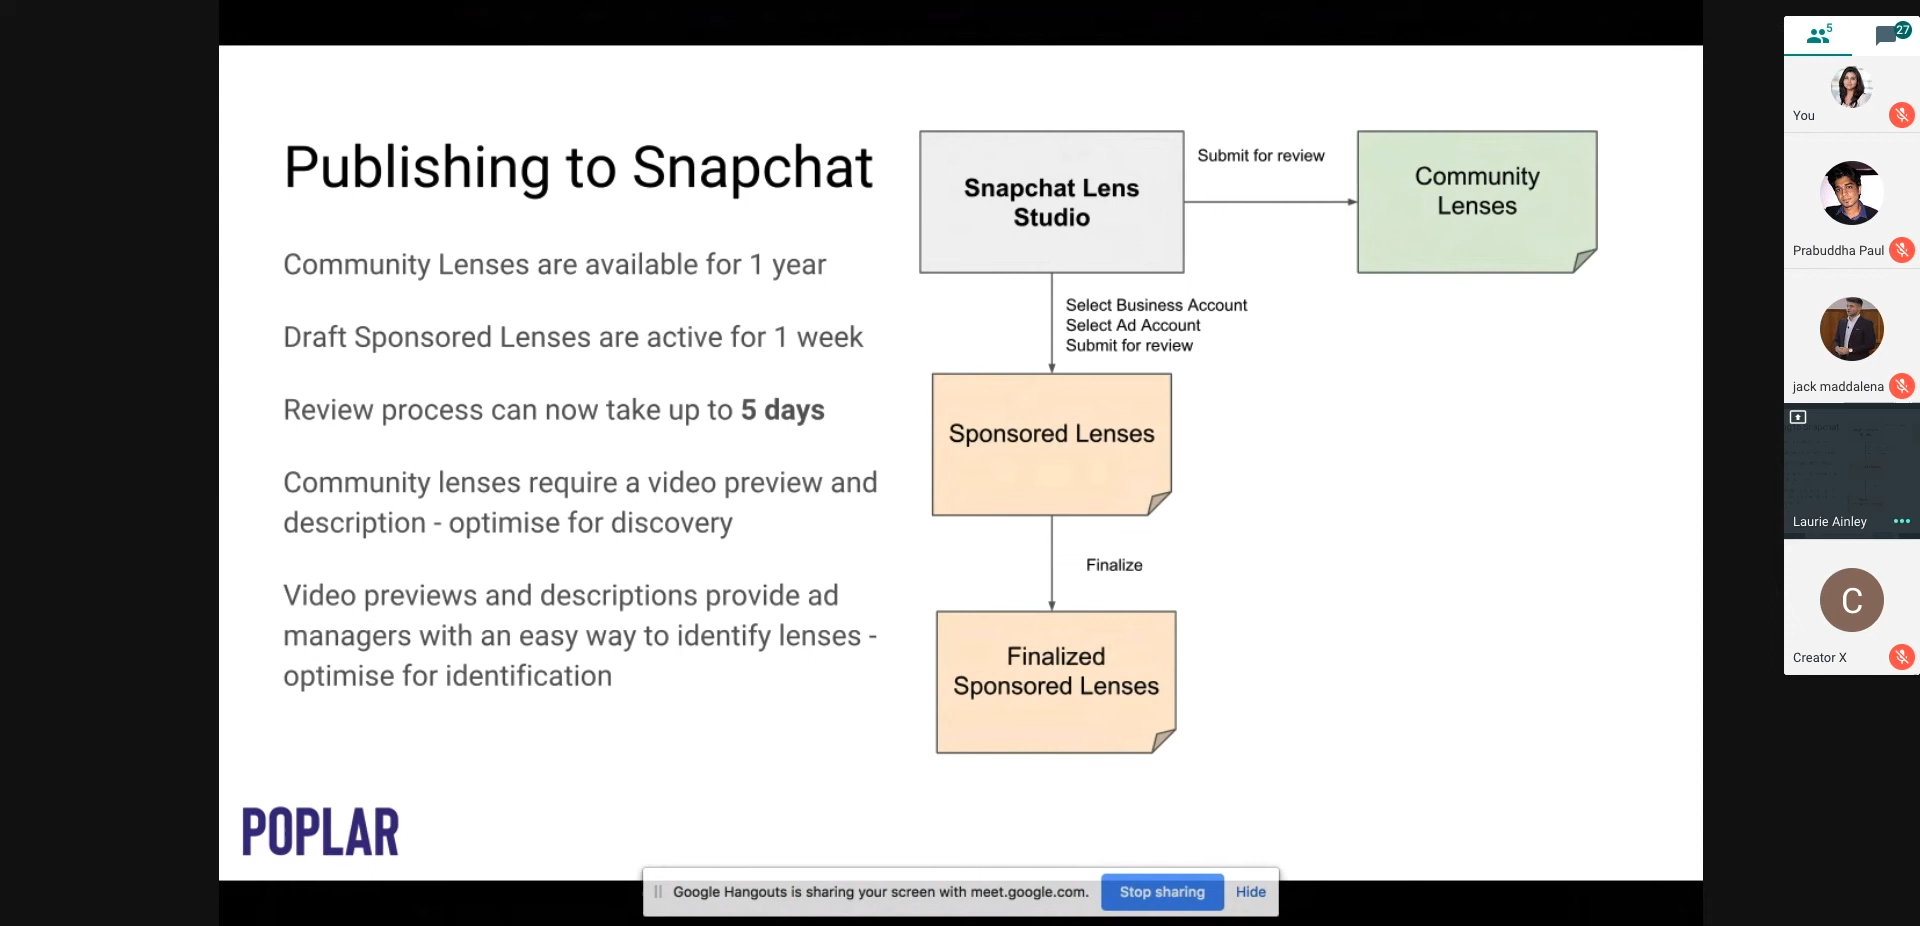 Publishing to Snapchat
Community Lenses are available for 1 year
Draft Sponsored Lenses are active for 1 week
Review process can now take up to 5 days
Community lenses require a video preview and
description - optimise for discovery
Video previews and descriptions provide ad
managers with an easy way to identify lenses -
optimise for identification
POPLAR
Snapchat Lens
Studio
Submit for review
Community
Lenses
Select Business Account
Select Ad Account
Submit for review
Sponsored Lenses
Finalize
Finalized
Sponsored Lenses
Google Hangouts is sharing your screen with meet.google.com.
Stop sharing
Hide
5
27
You
Prabuddha Paul
jack maddalena
Laurie Ainley
C
Creator X